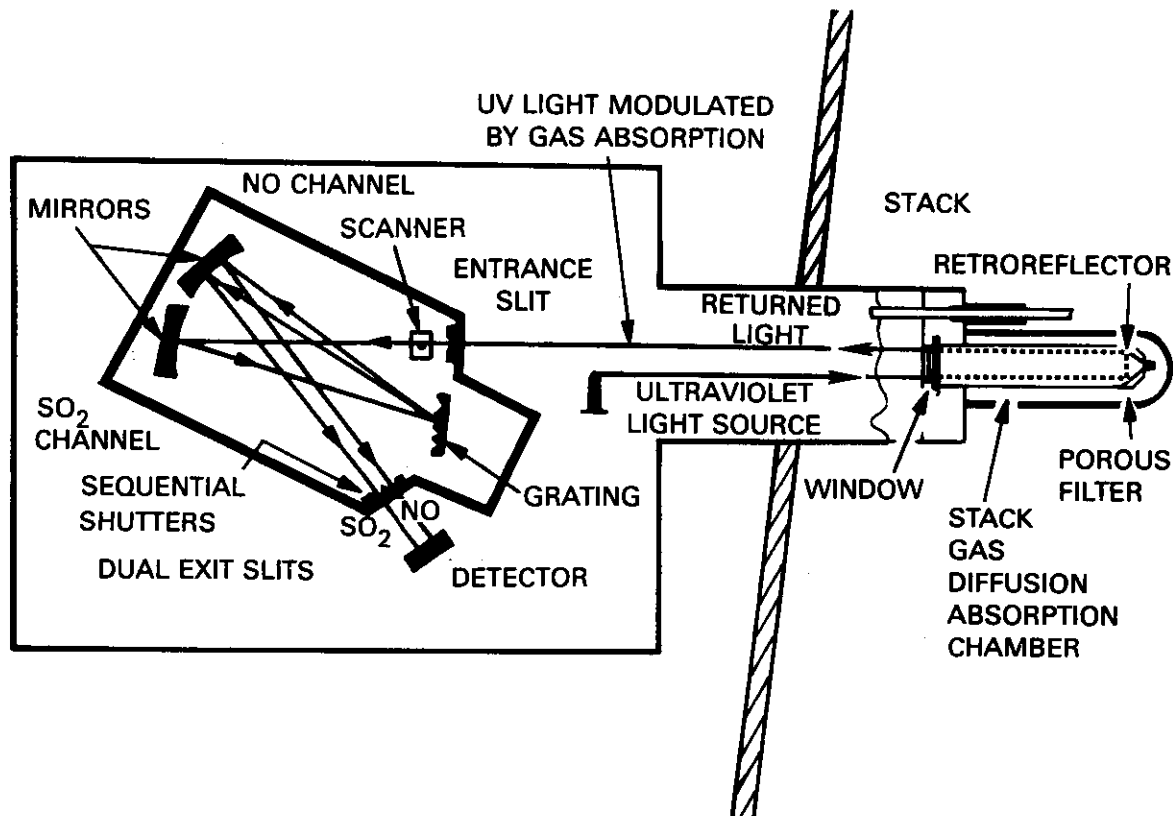 UV LIGHT MODULATED
BY GAS ABSORPTION
NO CHANNEL
MIRRORS
SCANNER
ENTRANCE
SLIT
STACK
RETROREFLECTOR
RETURNED
LIGHT
ULTRAVIOLET
LIGHT SOURCE
SO2
CHANNEL
SEQUENTIAL
SHUTTERS
SO2
NO
GRATING
DUAL EXIT SLITS
DETECTOR
WINDOW
POROUS
FILTER
STACK
GAS
DIFFUSION
ABSORPTION
CHAMBER